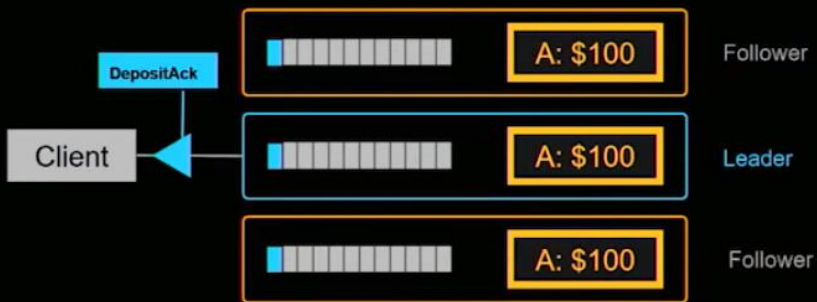 A: $100
Follower
DepositAck
Client
A: $100
Leader
A: $100
Follower